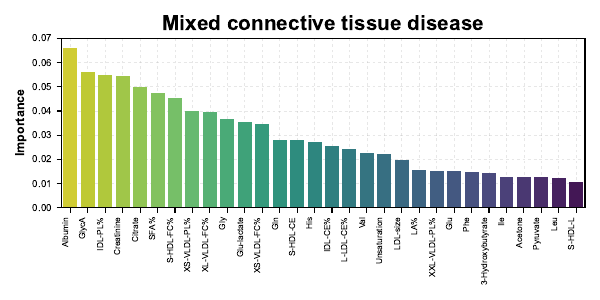 Mixed connective tissue disease
Importance
0.07
0.06
0.05
0.04
0.03
0.02
0.01
0.00
Albumin
GlycA
IDL-PL%
Creatinine
Citrate
SFA%
S-HDL-FC%
XS-VLDL-PL%
XL-VLDL-FC%
Gly
Glu-lactate
XS-VLDL-FC%
Gln
S-HDL-CE
His
IDL-CE%
L-LDL-CE%
Val
Unsaturation
LDL-size
LA%
XXL-VLDL-PL%
Glu
Phe
3-Hydroxybutyrate
Ile
Acetone
Pyruvate
Leu
S-HDL-L